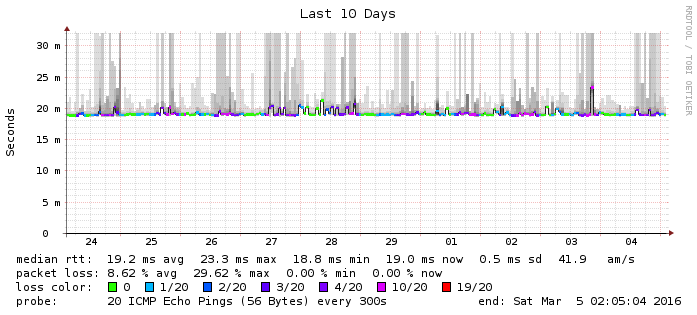 Last 10 Days
RRDTOOL / TOBI OETIKER
Seconds
30 m
25 m
20 m
15 m
10 m
5 m
0
24 25 26 27 28 29 01 02 03 04
median rtt: 19.2 ms avg 23.3 ms max 18.8 ms min 19.0 ms now 0.5 ms sd 41.9 am/s
packet loss: 8.62 % avg 29.62 % max 0.00 % min 0.00 % now
loss color: 0 1/20 2/20 3/20 4/20 10/20 19/20
probe: 20 ICMP Echo Pings (56 Bytes) every 300s end: Sat Mar 5 02:05:04 2016